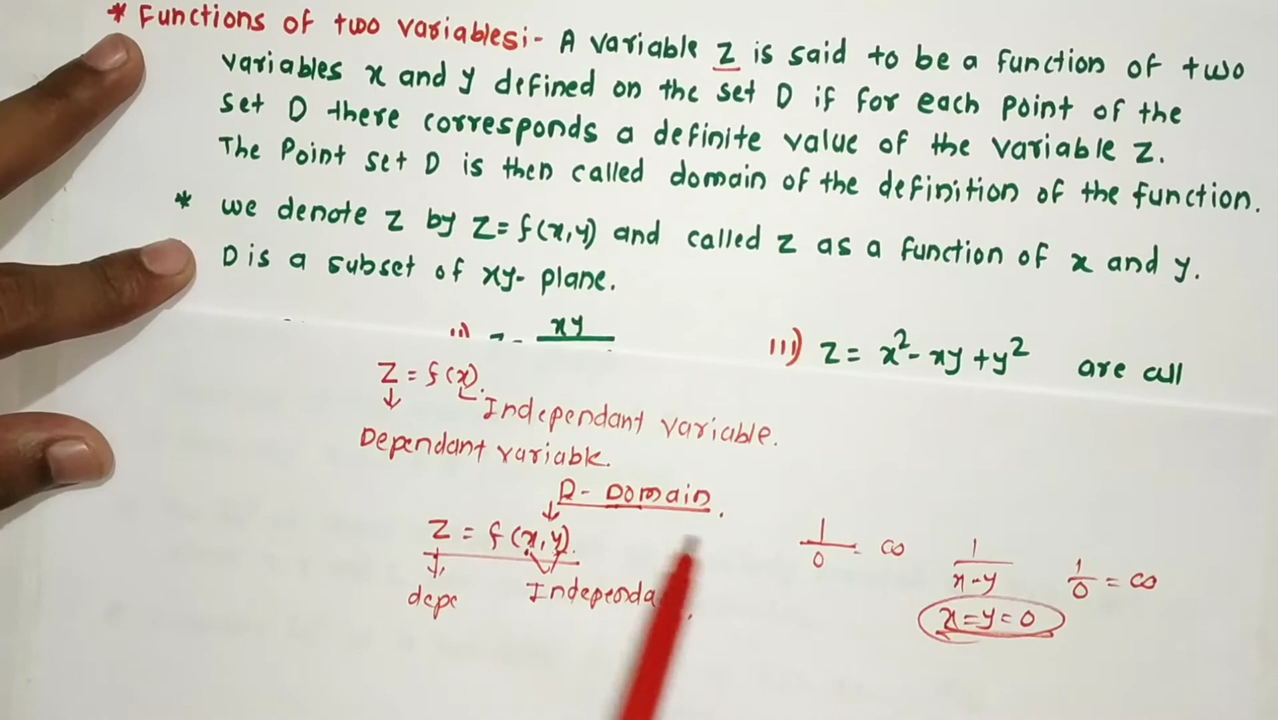 * Functions of two variables:- A variable z is said to be a function of two
variables x and y defined on the set D if for each point of the
set D there corresponds a definite value of the variable z.
The Point set D is then called domain of the definition of the function.
* we denote z by z = f(x,y) and called z as a function of x and y.
D is a subset of xy-plane.
ii) z = xy
iii) z = x² - xy + y² are all
z = f(x).
Independant variable.
Dependant variable.
D - Domain.
z = f(x,y).
depe Independa
1/0 = ∞
1/(x-y)
1/0 = ∞
x = y = 0